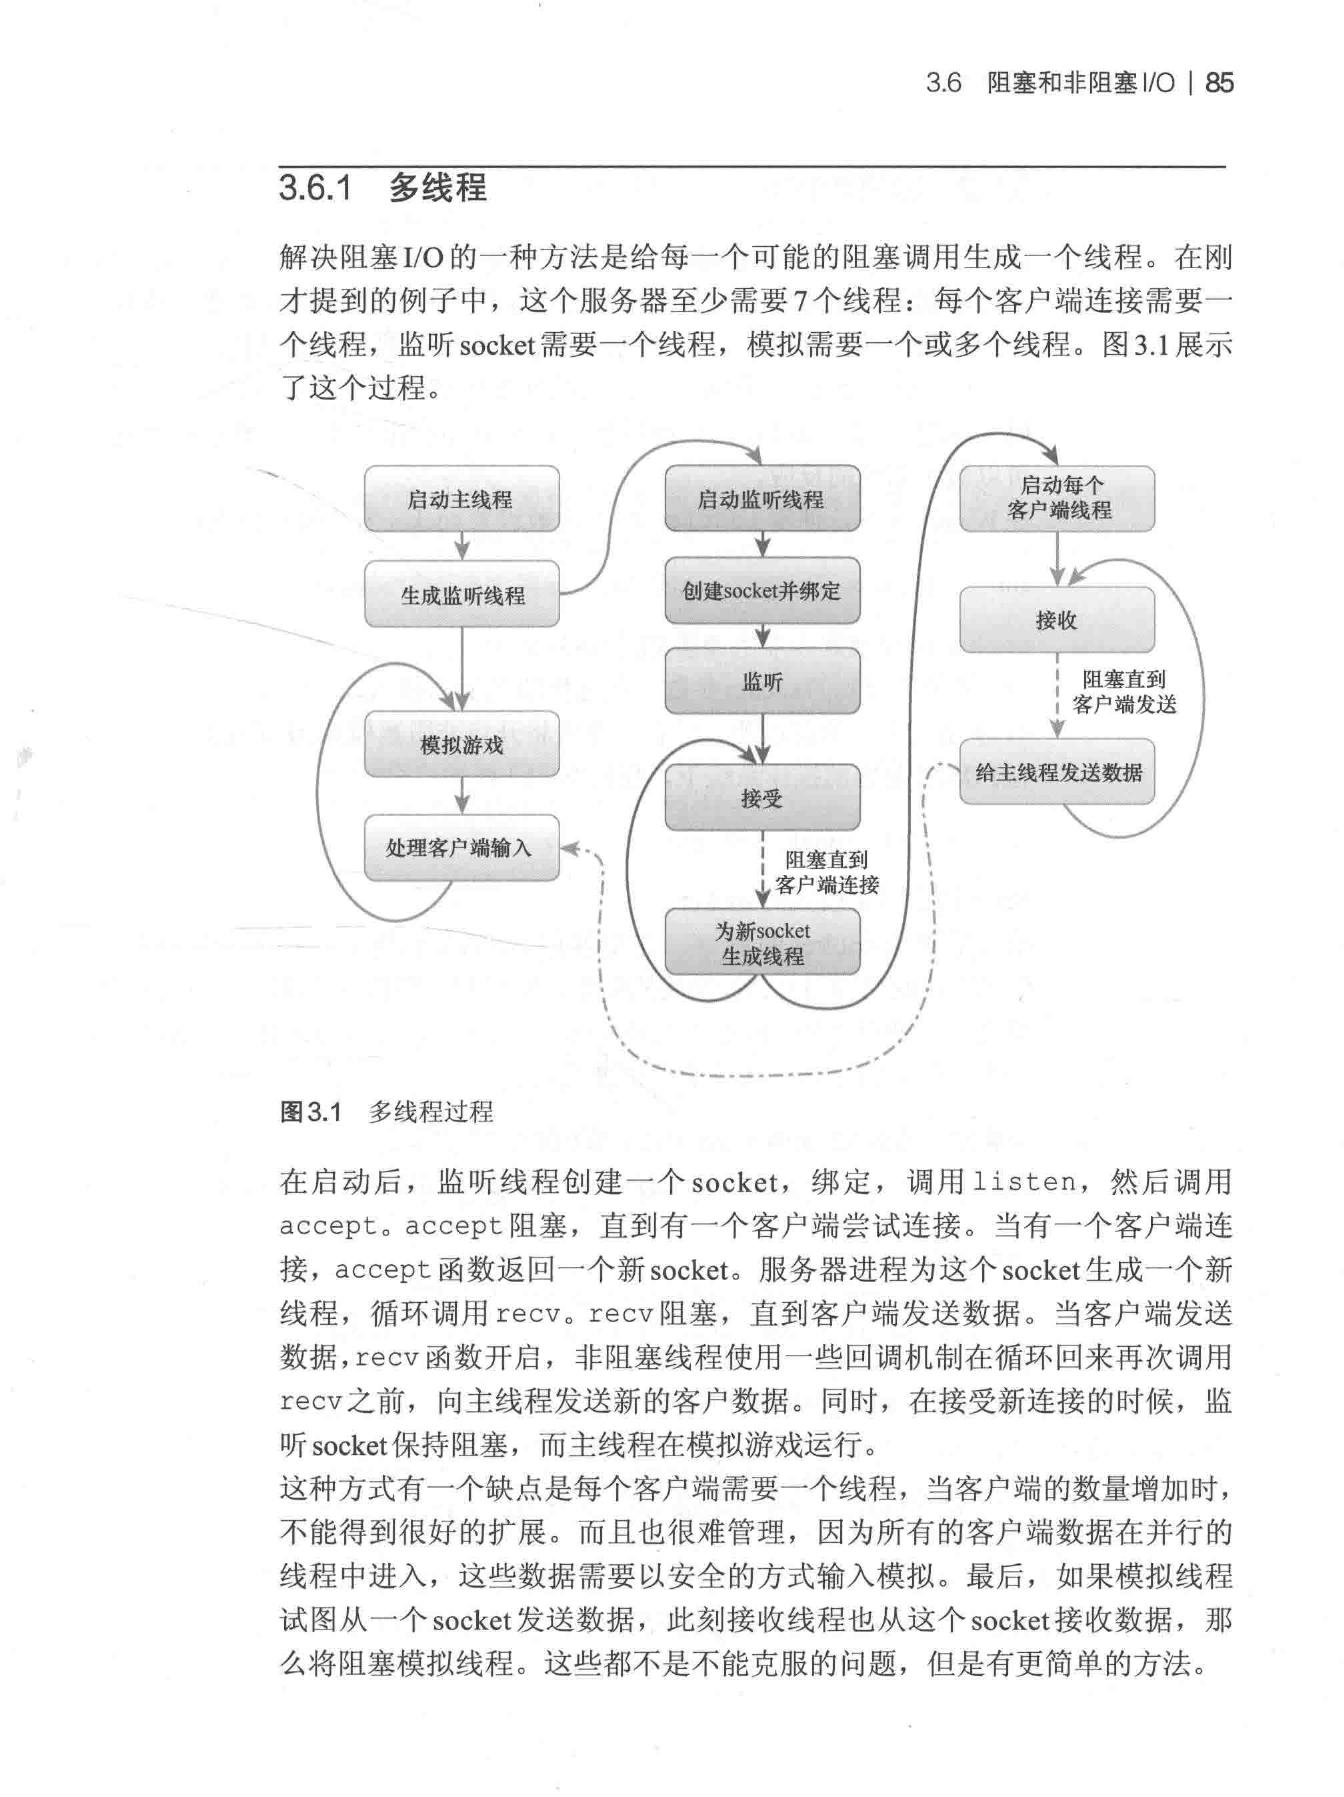 3.6 阻塞和非阻塞I/O | 85
3.6.1 多线程
解决阻塞I/O的一种方法是给每一个可能的阻塞调用生成一个线程。在刚
才提到的例子中，这个服务器至少需要7个线程：每个客户端连接需要一
个线程，监听socket需要一个线程，模拟需要一个或多个线程。图3.1展示
了这个过程。
启动主线程
生成监听线程
模拟游戏
处理客户端输入
启动监听线程
创建socket并绑定
监听
接受
阻塞直到
客户端连接
为新socket
生成线程
启动每个
客户端线程
接收
阻塞直到
客户端发送
给主线程发送数据
图3.1 多线程过程
在启动后，监听线程创建一个socket，绑定，调用listen，然后调用
accept。accept阻塞，直到有一个客户端尝试连接。当有一个客户端连
接，accept函数返回一个新socket。服务器进程为这个socket生成一个新
线程，循环调用recv。recv阻塞，直到客户端发送数据。当客户端发送
数据，recv函数开启，非阻塞线程使用一些回调机制在循环回来再次调用
recv之前，向主线程发送新的客户数据。同时，在接受新连接的时候，监
听socket保持阻塞，而主线程在模拟游戏运行。
这种方式有一个缺点是每个客户端需要一个线程，当客户端的数量增加时，
不能得到很好的扩展。而且也很难管理，因为所有的客户端数据在并行的
线程中进入，这些数据需要以安全的方式输入模拟。最后，如果模拟线程
试图从一个socket发送数据，此刻接收线程也从这个socket接收数据，那
么将阻塞模拟线程。这些都不是不能克服的问题，但是有更简单的方法。